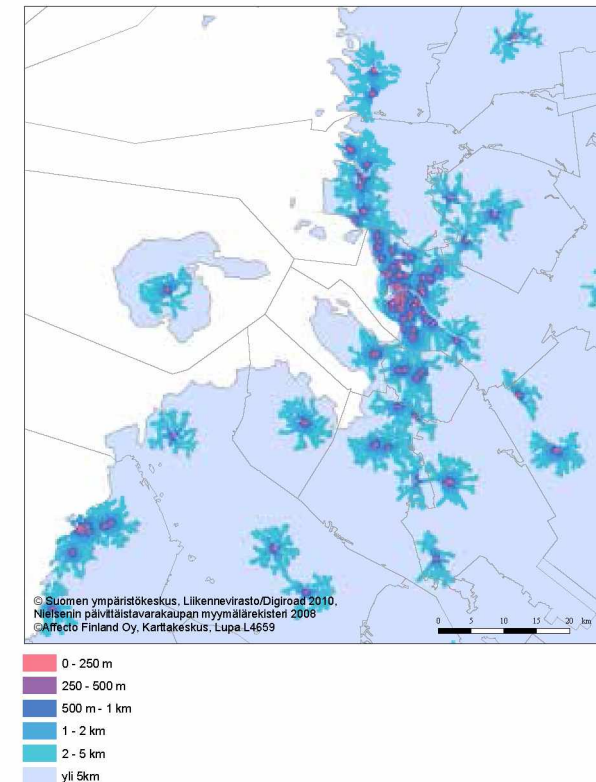 © Suomen ympäristökeskus, Liikennevirasto/Digiroad 2010,
Nielsenin päivittäistavarakaupan myymälärekisteri 2008
©Affecto Finland Oy, Karttakeskus, Lupa L4659
0 5 10 15 20 km
0 - 250 m
250 - 500 m
500 m - 1 km
1 - 2 km
2 - 5 km
yli 5km